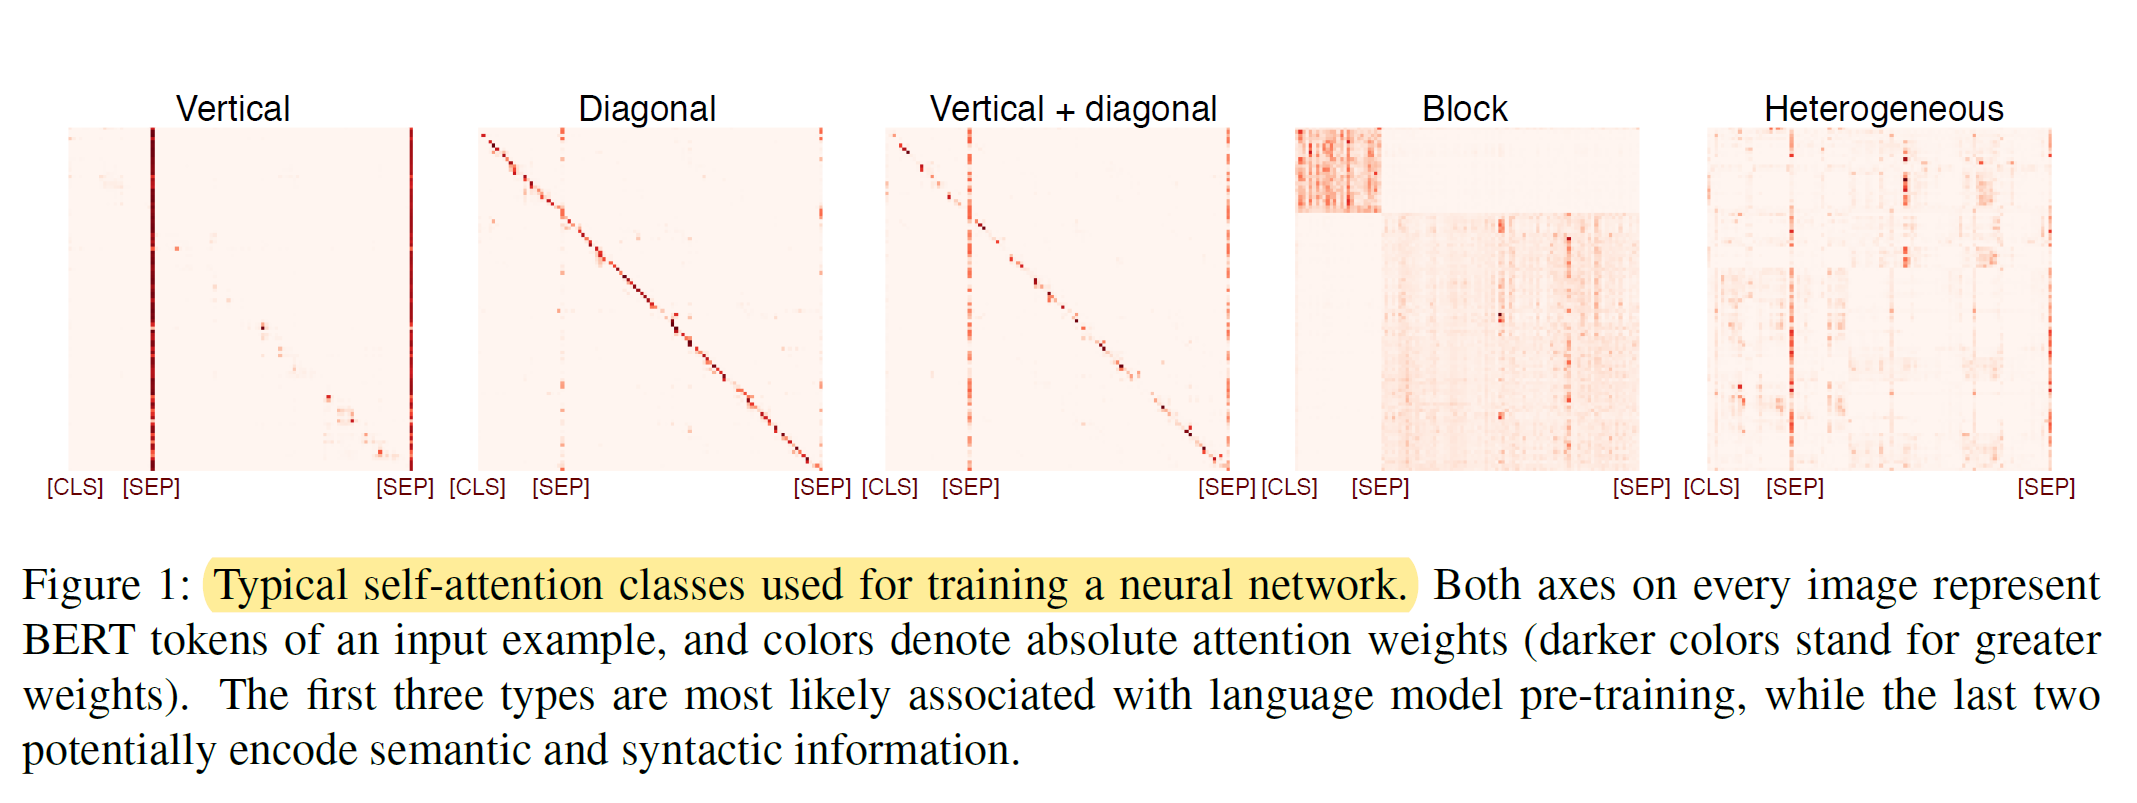 Vertical Diagonal Vertical + diagonal Block Heterogeneous
[CLS] [SEP] [SEP] [CLS] [SEP] [SEP] [CLS] [SEP] [SEP] [CLS] [SEP] [SEP] [CLS] [SEP] [SEP]
Figure 1: Typical self-attention classes used for training a neural network. Both axes on every image represent
BERT tokens of an input example, and colors denote absolute attention weights (darker colors stand for greater
weights). The first three types are most likely associated with language model pre-training, while the last two
potentially encode semantic and syntactic information.